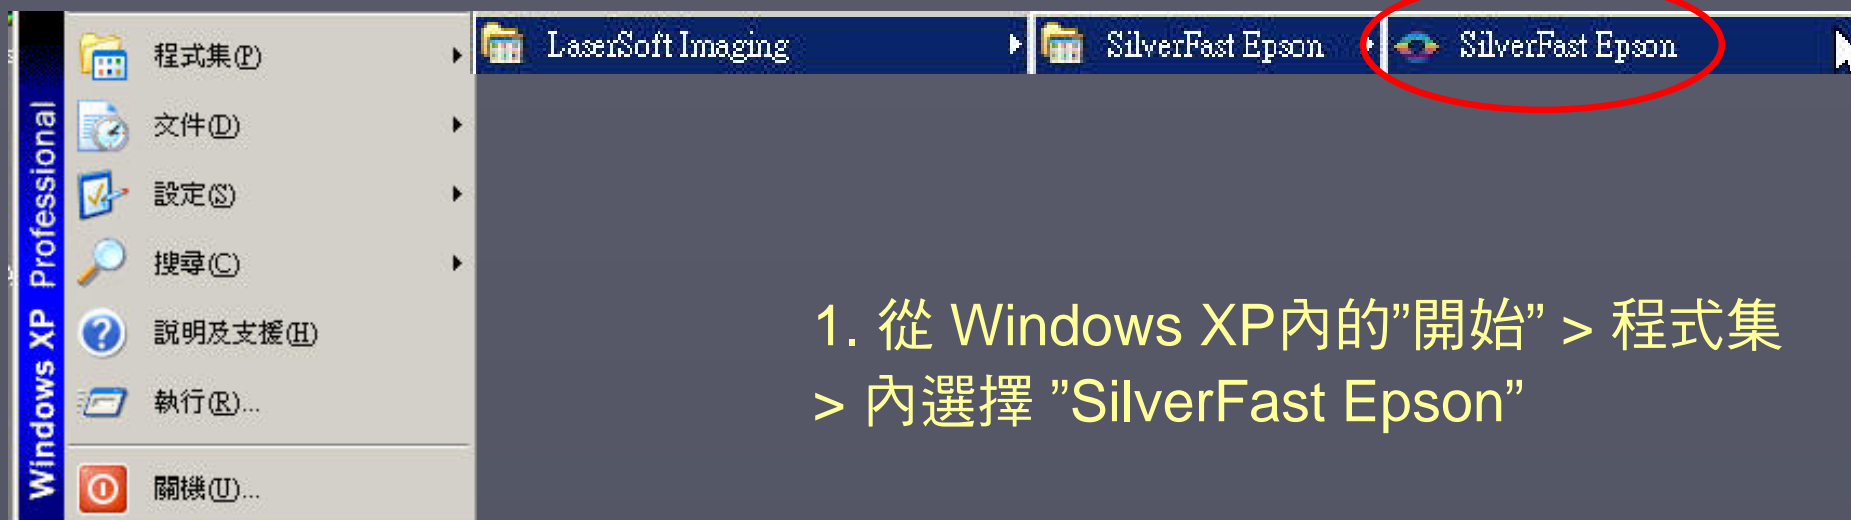 程式集(P)
LaserSoft Imaging
SilverFast Epson
SilverFast Epson
文件(D)
設定(S)
搜尋(C)
說明及支援(H)
執行(R)...
關機(U)...
Windows XP Professional
1. 從 Windows XP內的”開始” > 程式集
> 內選擇 ”SilverFast Epson”